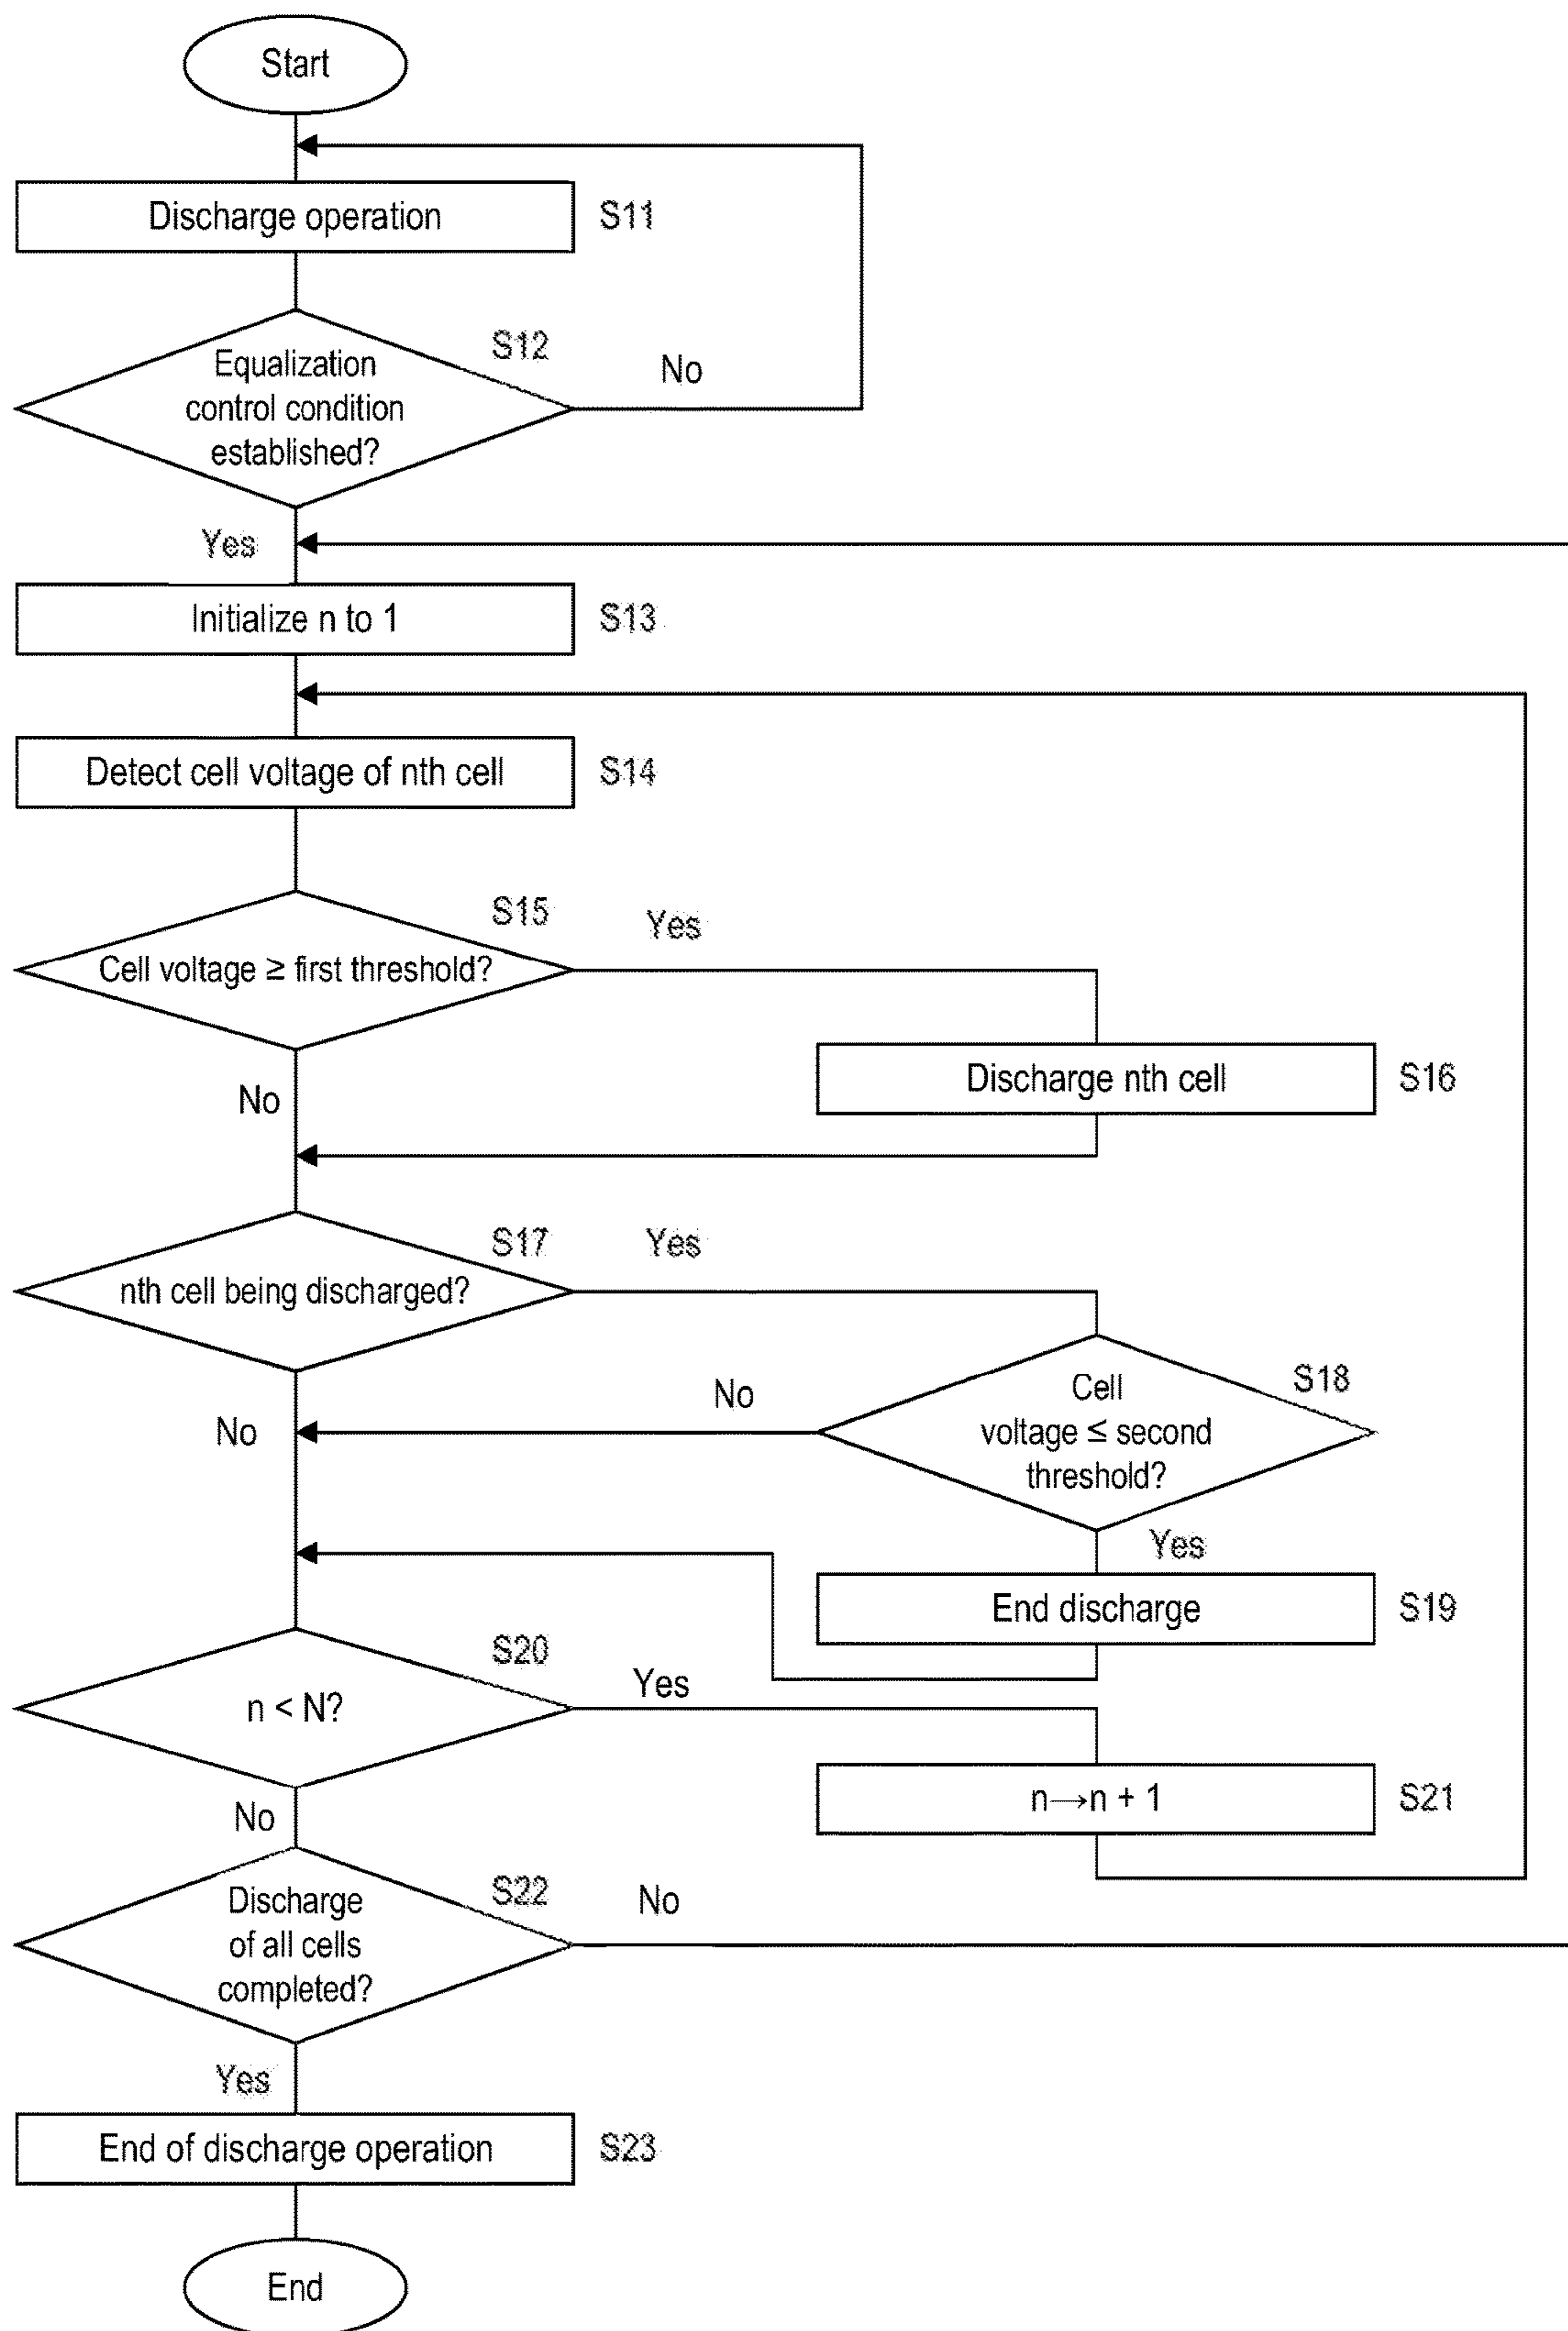 Start
Discharge operation
S11
S12
Equalization
control condition
established?
No
Yes
Initialize n to 1
S13
Detect cell voltage of nth cell
S14
S15
Yes
Cell voltage ≥ first threshold?
Discharge nth cell
S16
No
S17
Yes
nth cell being discharged?
S18
No
Cell
voltage ≤ second
threshold?
No
Yes
End discharge
S19
S20
Yes
n < N?
n→n + 1
S21
No
S22
No
Discharge
of all cells
completed?
Yes
End of discharge operation
S23
End